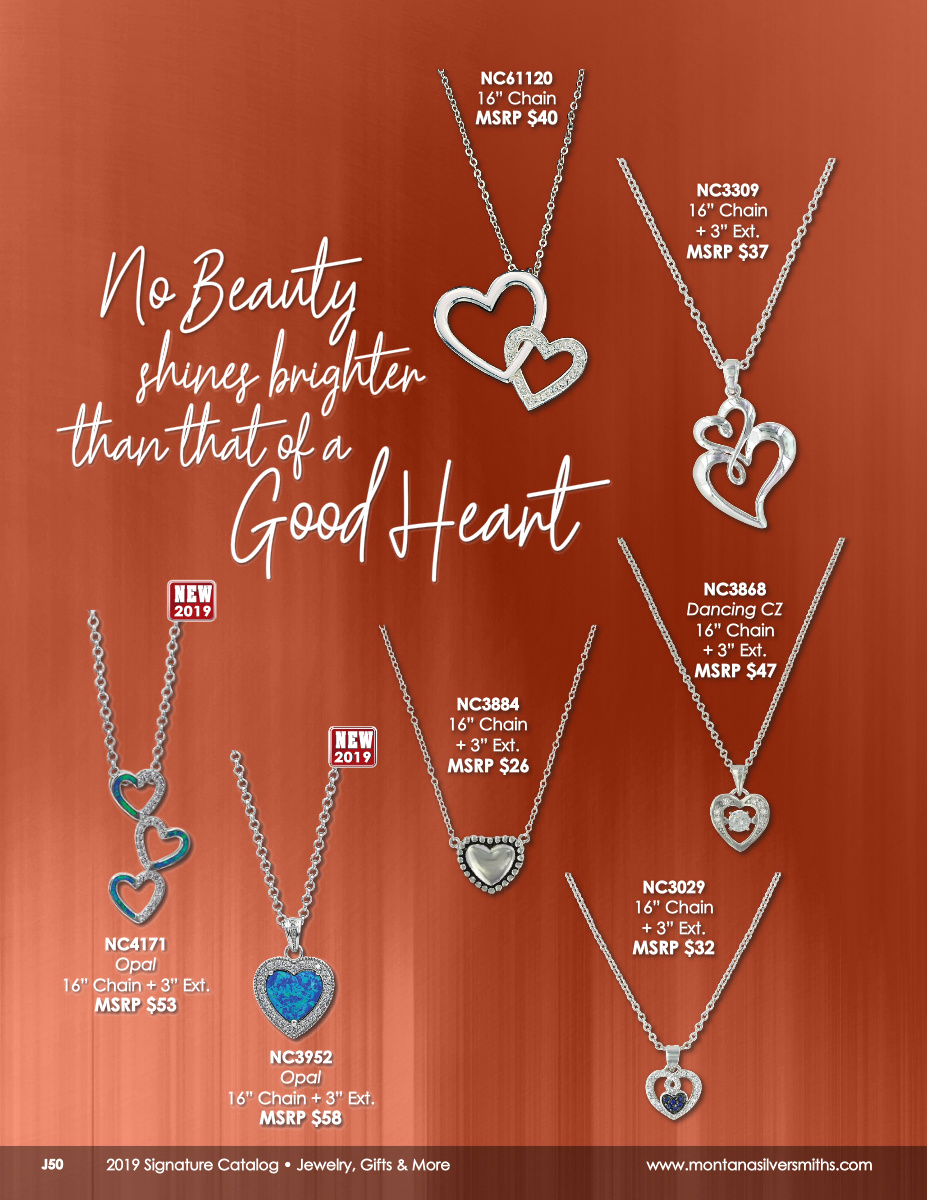 NC61120
16” Chain
MSRP $40
NC3309
16” Chain
+ 3” Ext.
MSRP $37
No Beauty
shines brighter
than that of a
Good Heart
NC3868
Dancing CZ
16” Chain
+ 3” Ext.
MSRP $47
NEW
2019
NC3884
16” Chain
+ 3” Ext.
MSRP $26
NEW
2019
NC3029
16” Chain
+ 3” Ext.
MSRP $32
NC4171
Opal
16” Chain + 3” Ext.
MSRP $53
NC3952
Opal
16” Chain + 3” Ext.
MSRP $58
J50 2019 Signature Catalog • Jewelry, Gifts & More www.montanasilversmiths.com